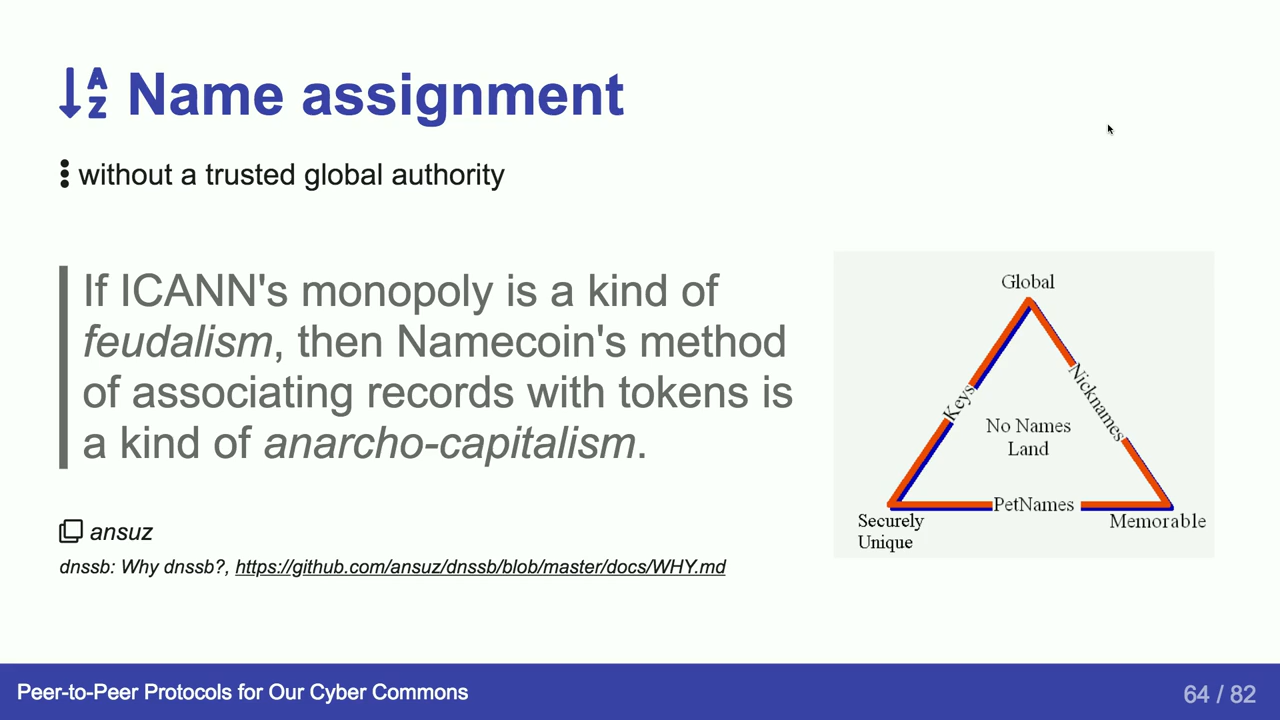 Name assignment
without a trusted global authority
If ICANN's monopoly is a kind of
feudalism, then Namecoin's method
of associating records with tokens is
a kind of anarcho-capitalism.
ansuz
dnssb: Why dnssb?, https://github.com/ansuz/dnssb/blob/master/docs/WHY.md
Global
Keys
Nicknames
No Names
Land
PetNames
Securely
Unique
Memorable
Peer-to-Peer Protocols for Our Cyber Commons
64 / 82